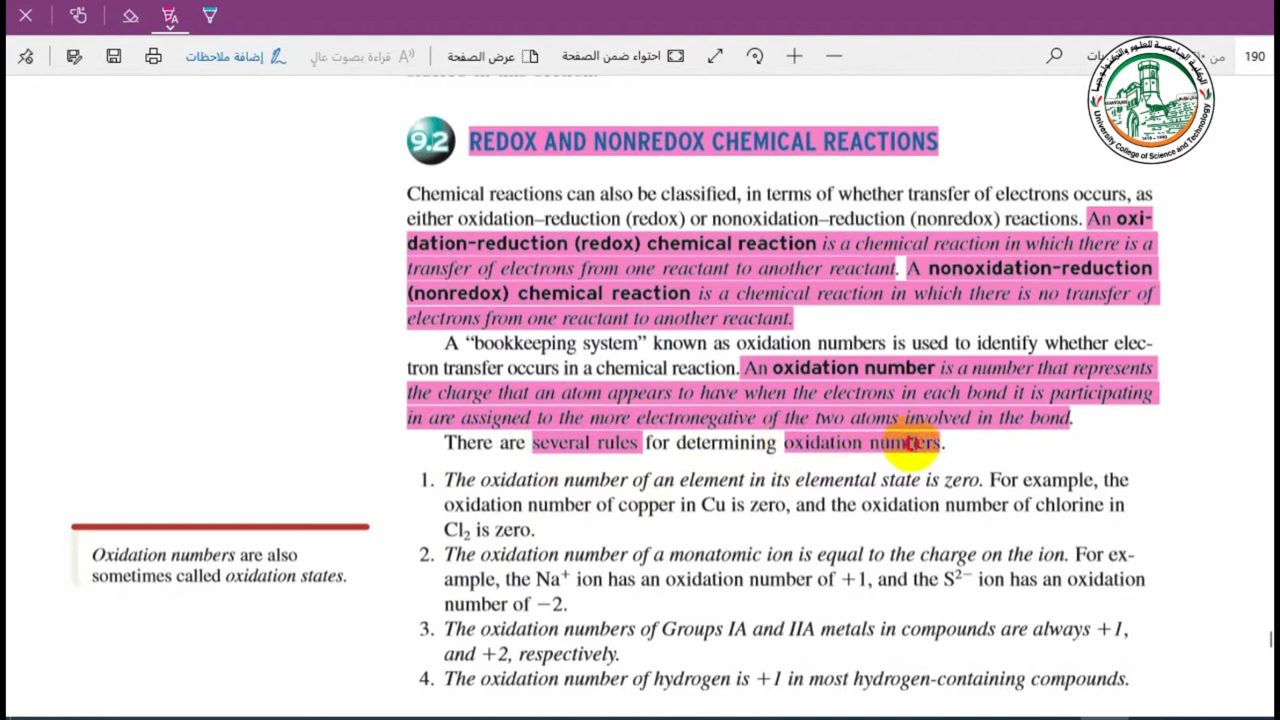 إضافة ملاحظات
قراءة بصوت عالٍ
عرض الصفحة
احتواء ضمن الصفحة
من
190
University College of Science and Technology
9.2 REDOX AND NONREDOX CHEMICAL REACTIONS
Chemical reactions can also be classified, in terms of whether transfer of electrons occurs, as
either oxidation–reduction (redox) or nonoxidation–reduction (nonredox) reactions. An oxi-
dation-reduction (redox) chemical reaction is a chemical reaction in which there is a
transfer of electrons from one reactant to another reactant. A nonoxidation-reduction
(nonredox) chemical reaction is a chemical reaction in which there is no transfer of
electrons from one reactant to another reactant.
A “bookkeeping system” known as oxidation numbers is used to identify whether elec-
tron transfer occurs in a chemical reaction. An oxidation number is a number that represents
the charge that an atom appears to have when the electrons in each bond it is participating
in are assigned to the more electronegative of the two atoms involved in the bond.
There are several rules for determining oxidation numbers.
1. The oxidation number of an element in its elemental state is zero. For example, the
oxidation number of copper in Cu is zero, and the oxidation number of chlorine in
Cl₂ is zero.
2. The oxidation number of a monatomic ion is equal to the charge on the ion. For ex-
ample, the Na⁺ ion has an oxidation number of +1, and the S²⁻ ion has an oxidation
number of −2.
3. The oxidation numbers of Groups IA and IIA metals in compounds are always +1,
and +2, respectively.
4. The oxidation number of hydrogen is +1 in most hydrogen-containing compounds.
Oxidation numbers are also
sometimes called oxidation states.